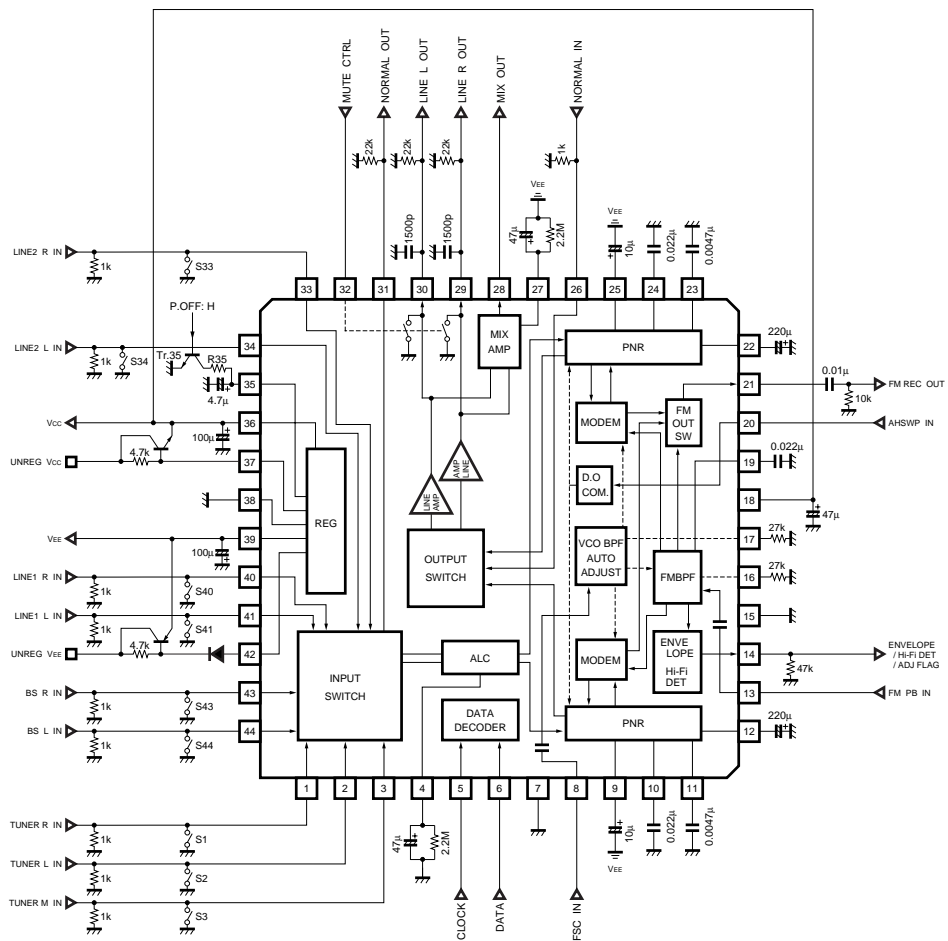 MUTE CTRL
NORMAL OUT
LINE L OUT
LINE R OUT
MIX OUT
NORMAL IN
22k
22k
22k
1k
VEE
VEE
1500p
1500p
47μ
2.2M
10μ
0.022μ
0.0047μ
LINE2 R IN
1k
S33
33
32
31
30
29
28
27
26
25
24
23
P.OFF: H
LINE2 L IN
1k
S34
Tr.35
R35
4.7μ
34
35
MIX
AMP
PNR
22
220μ
21
0.01μ
FM REC OUT
10k
VCC
100μ
36
MODEM
FM
OUT
SW
20
AHSWP IN
UNREG VCC
4.7k
37
19
0.022μ
38
REG
LINE
AMP
AMP
LINE
D.O
COM.
18
47μ
VEE
100μ
39
OUTPUT
SWITCH
VCO BPF
AUTO
ADJUST
FMBPF
17
27k
LINE1 R IN
1k
S40
40
16
27k
LINE1 L IN
1k
S41
41
15
UNREG VEE
4.7k
42
INPUT
SWITCH
ALC
MODEM
ENVE
LOPE
Hi-Fi
DET
14
ENVELOPE
/ Hi-Fi DET
/ ADJ FLAG
47k
BS R IN
1k
S43
43
13
FM PB IN
BS L IN
1k
S44
44
DATA
DECODER
PNR
12
220μ
1
2
3
4
5
6
7
8
9
10
11
TUNER R IN
1k
S1
47μ
2.2M
10μ
0.022μ
0.0047μ
VEE
TUNER L IN
1k
S2
TUNER M IN
1k
S3
CLOCK
DATA
FSC IN